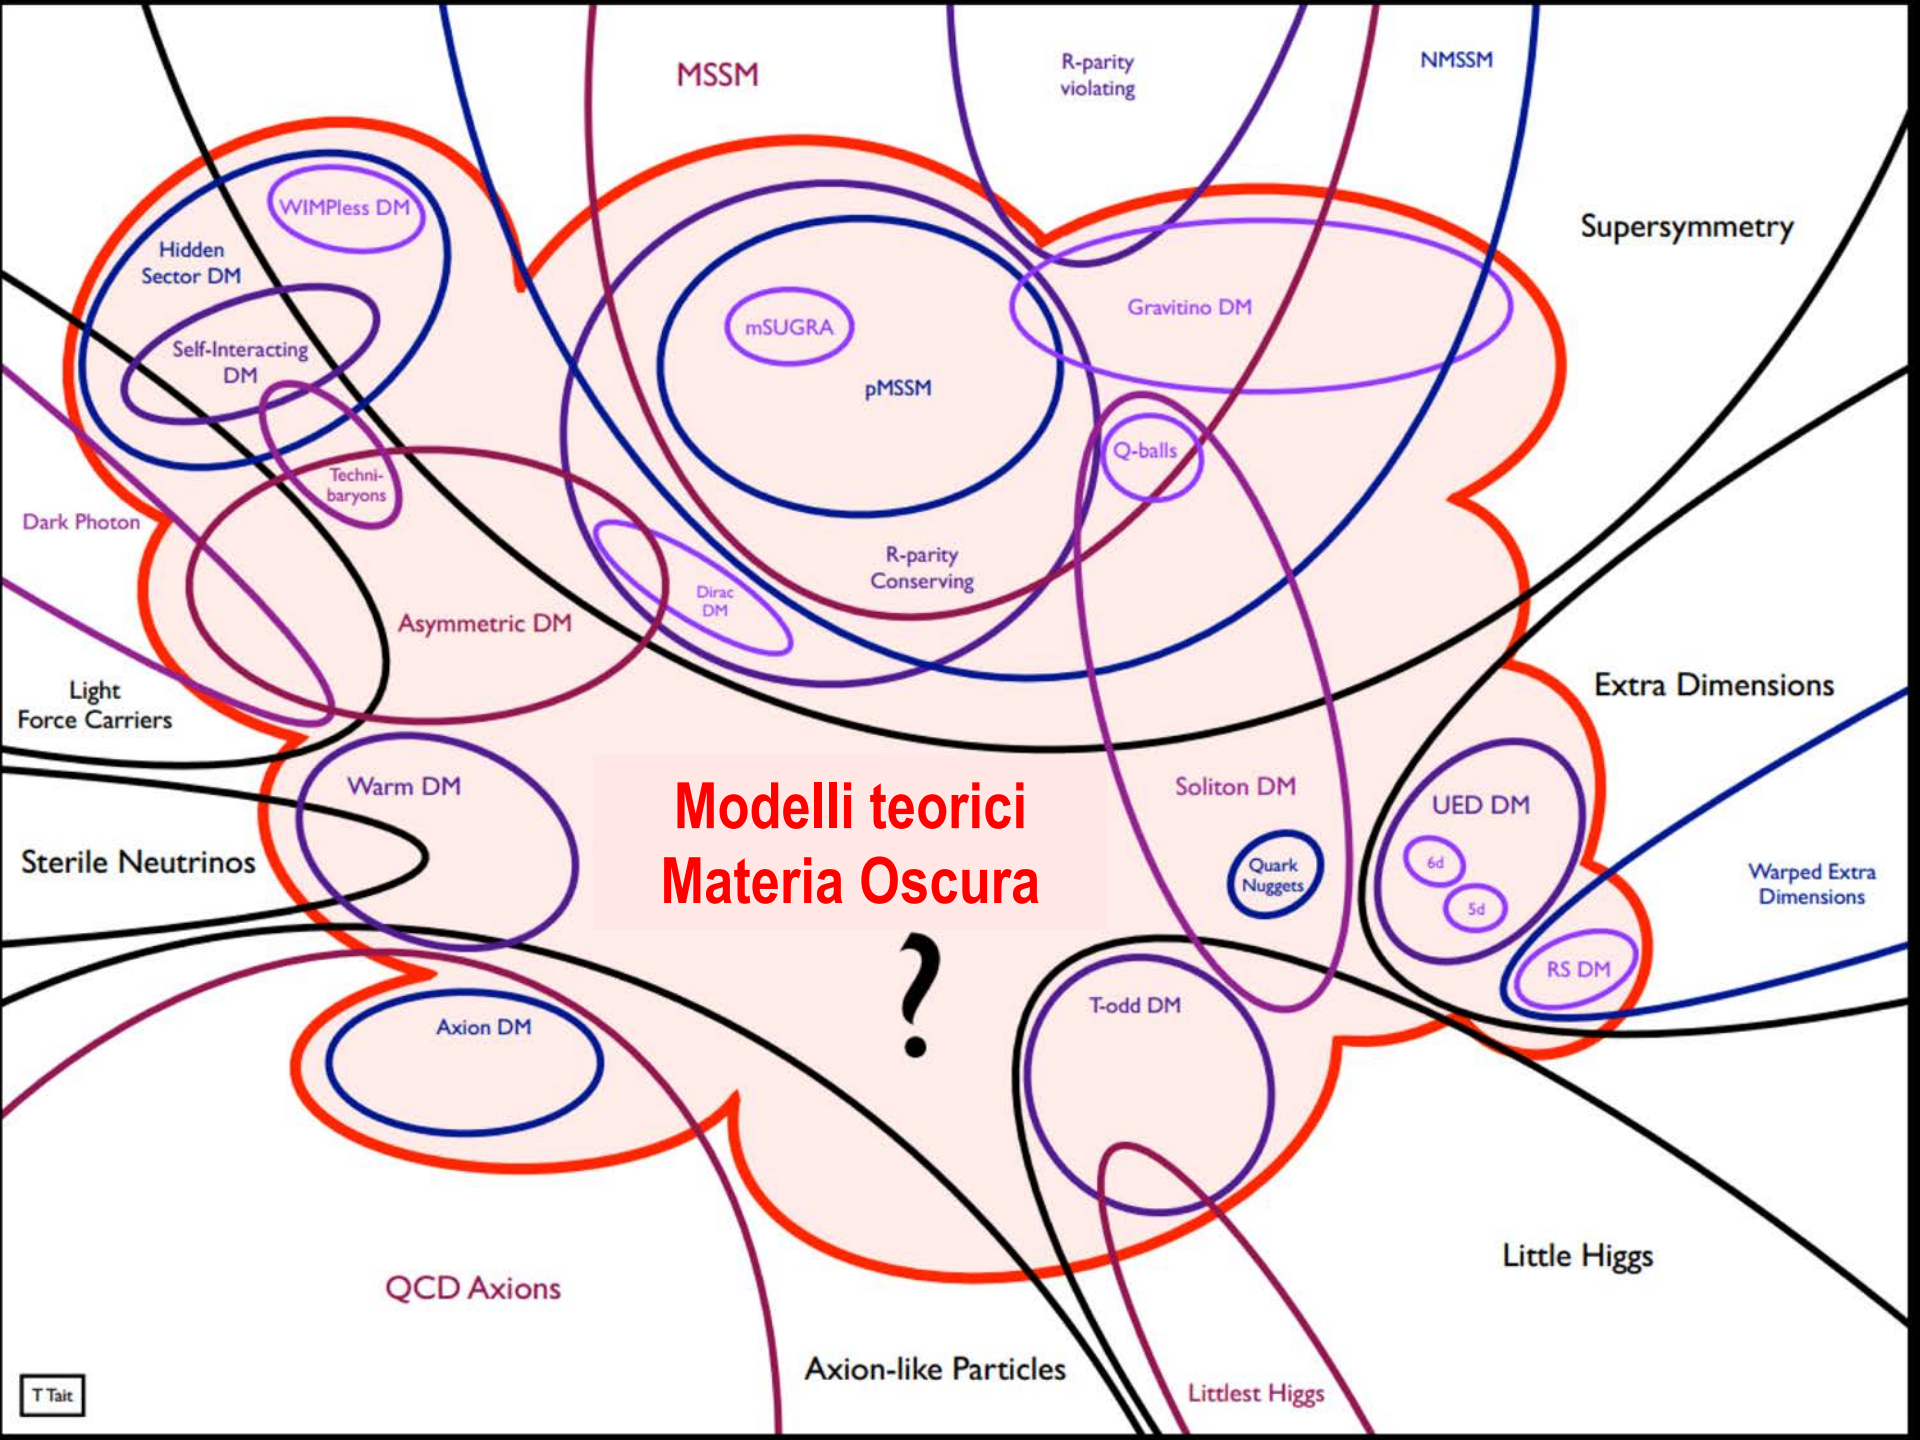 MSSM
R-parity
violating
NMSSM
WIMPless DM
Supersymmetry
Hidden
Sector DM
Gravitino DM
mSUGRA
Self-Interacting
DM
pMSSM
Q-balls
Techni-
baryons
Dark Photon
R-parity
Conserving
Dirac
DM
Asymmetric DM
Light
Force Carriers
Extra Dimensions
Warm DM
Modelli teorici
Materia Oscura
?
Soliton DM
UED DM
Sterile Neutrinos
Quark
Nuggets
6d
5d
Warped Extra
Dimensions
RS DM
Axion DM
T-odd DM
Little Higgs
QCD Axions
Axion-like Particles
Littlest Higgs
T Tait